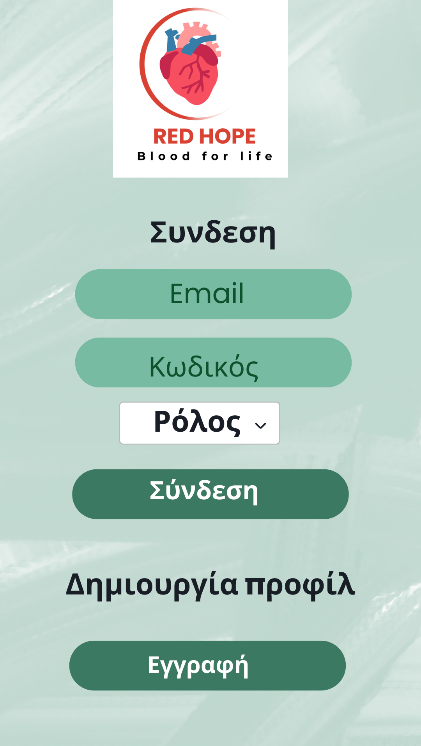 RED HOPE
Blood for life
Συνδεση
Email
Κωδικός
Ρόλος
Σύνδεση
Δημιουργία προφίλ
Εγγραφή